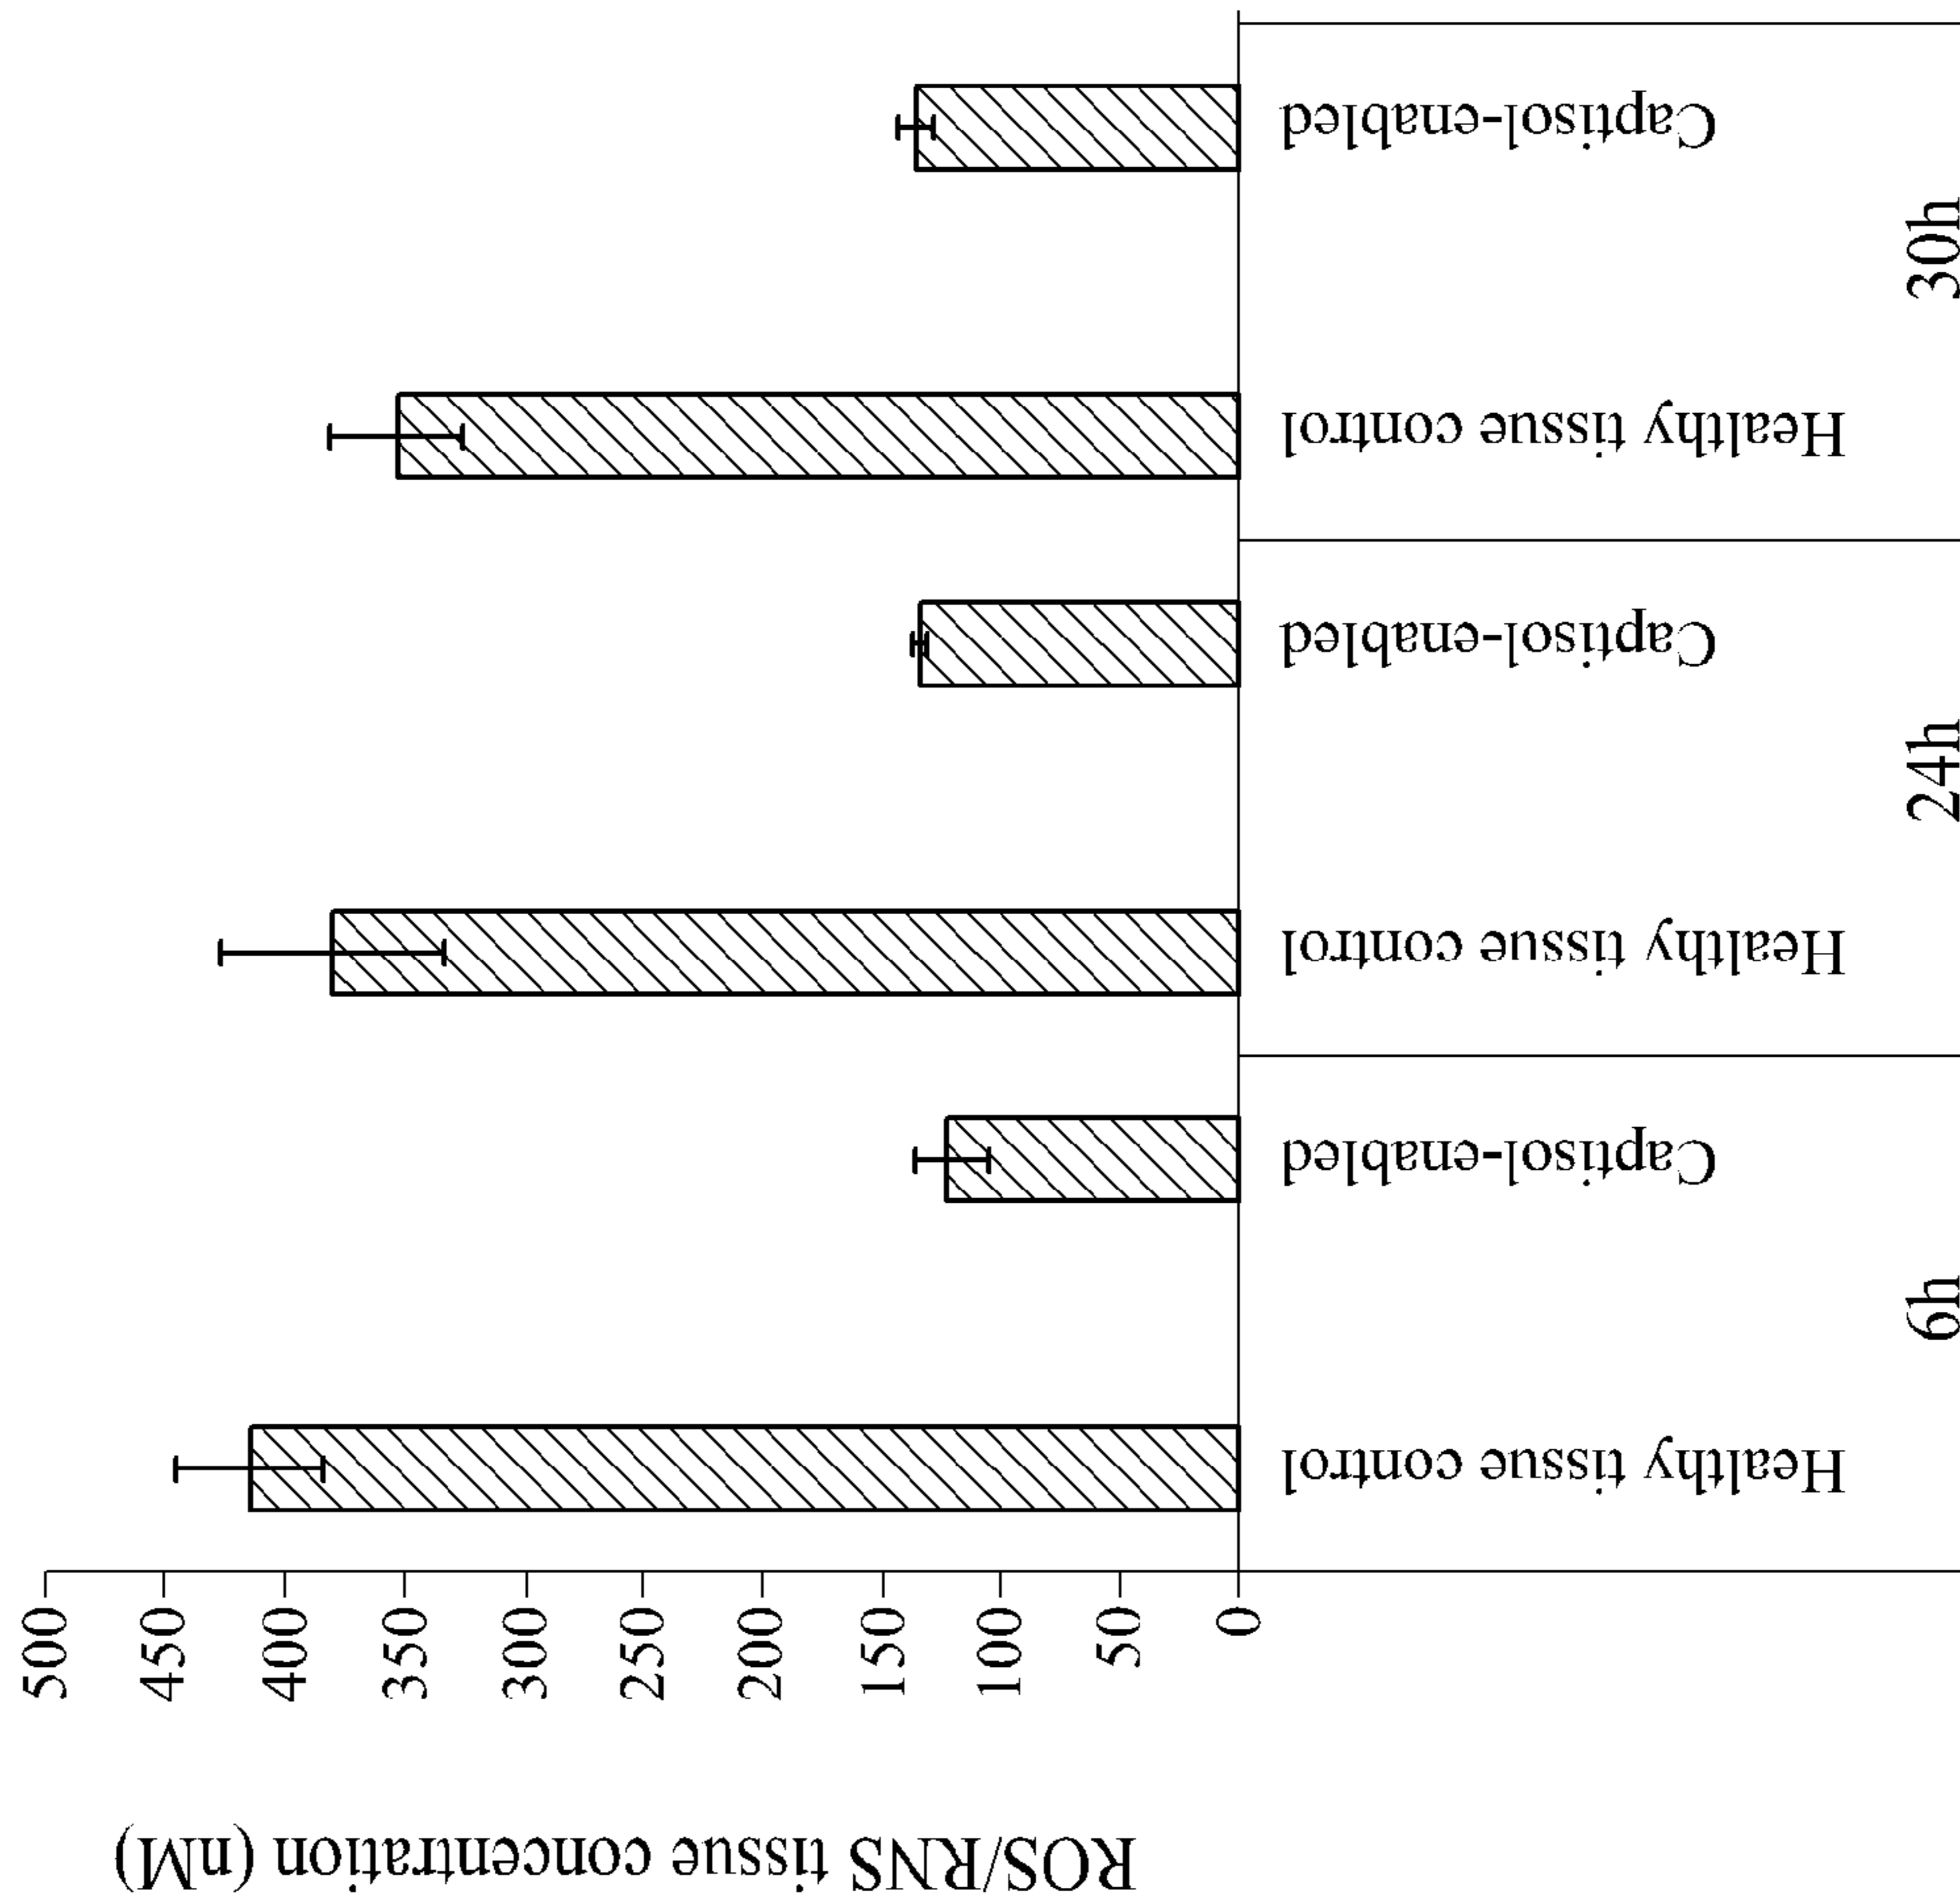 ROS/RNS tissue concentration (nM)
500
450
400
350
300
250
200
150
100
50
0
Healthy tissue control
Captisol-enabled
Healthy tissue control
Captisol-enabled
Healthy tissue control
Captisol-enabled
6h
24h
30h